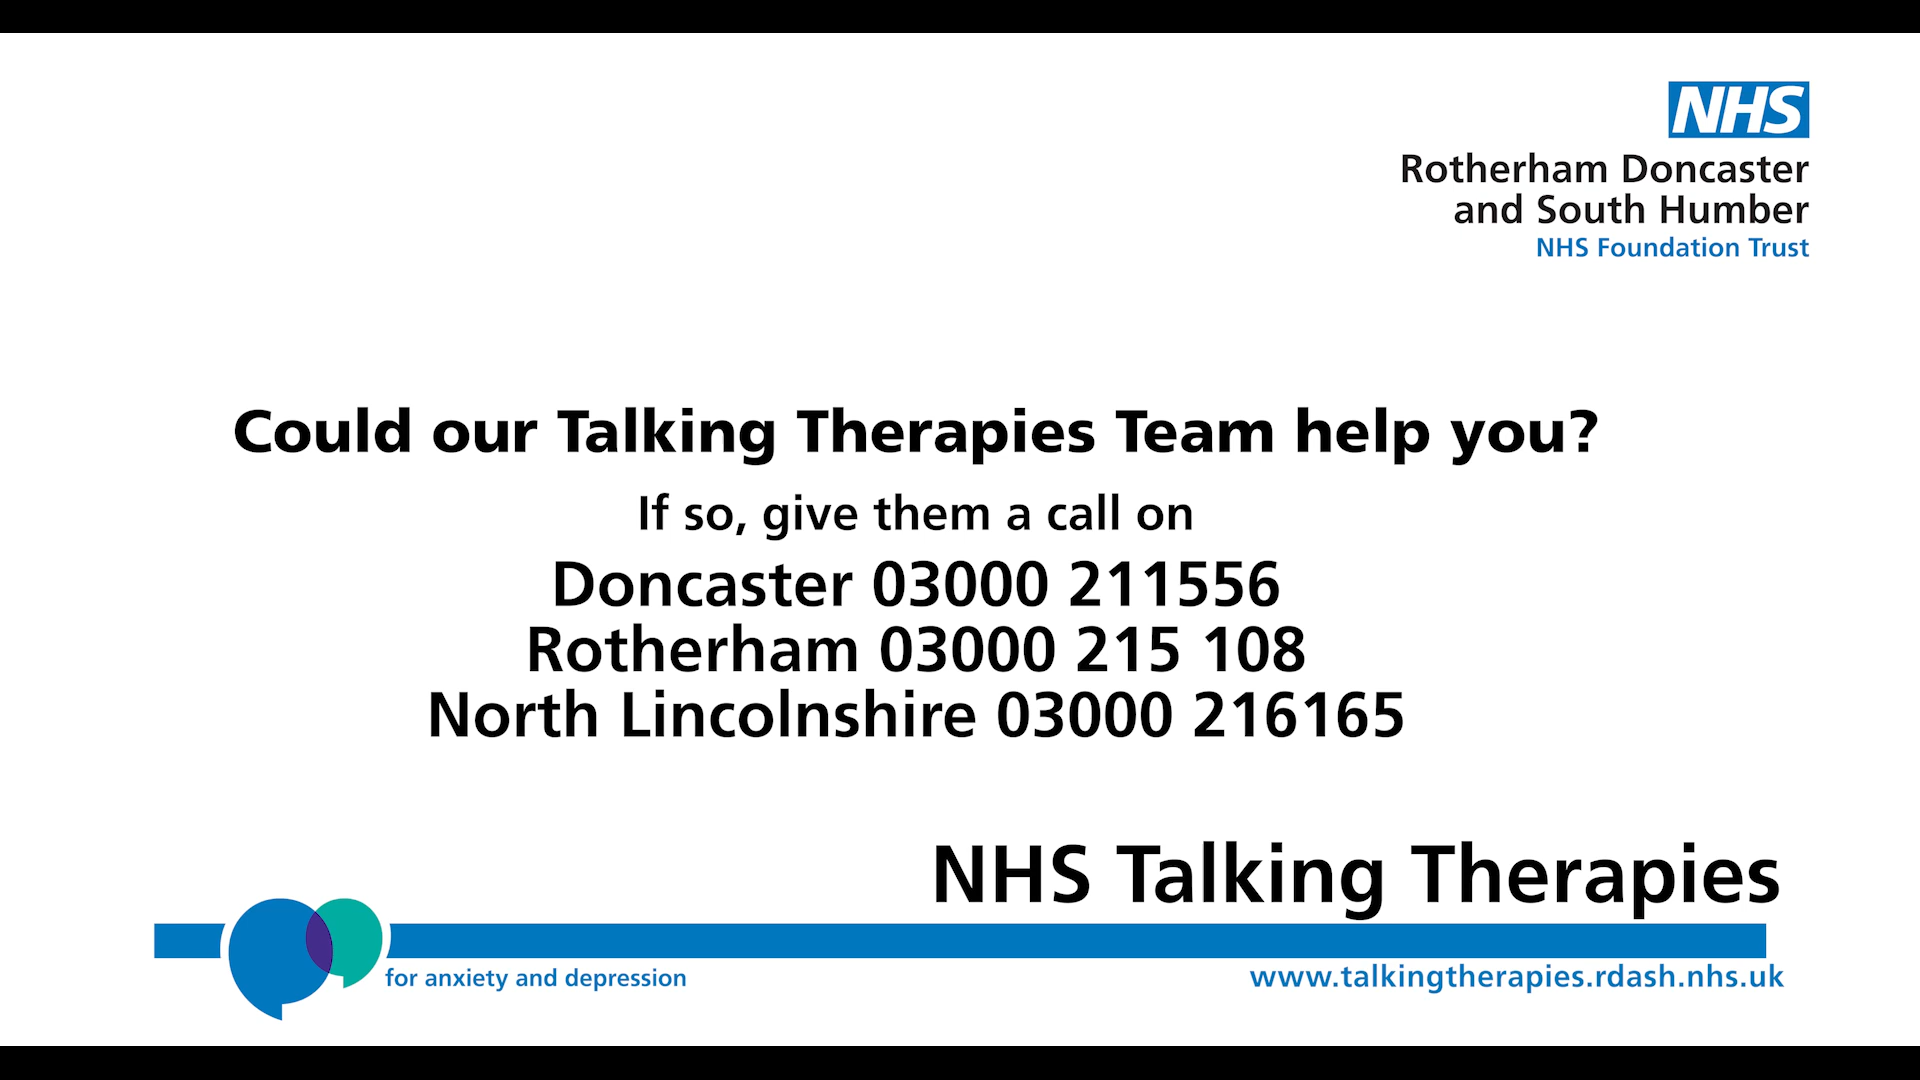 NHS
Rotherham Doncaster
and South Humber
NHS Foundation Trust
Could our Talking Therapies Team help you?
If so, give them a call on
Doncaster 03000 211556
Rotherham 03000 215 108
North Lincolnshire 03000 216165
NHS Talking Therapies
for anxiety and depression
www.talkingtherapies.rdash.nhs.uk